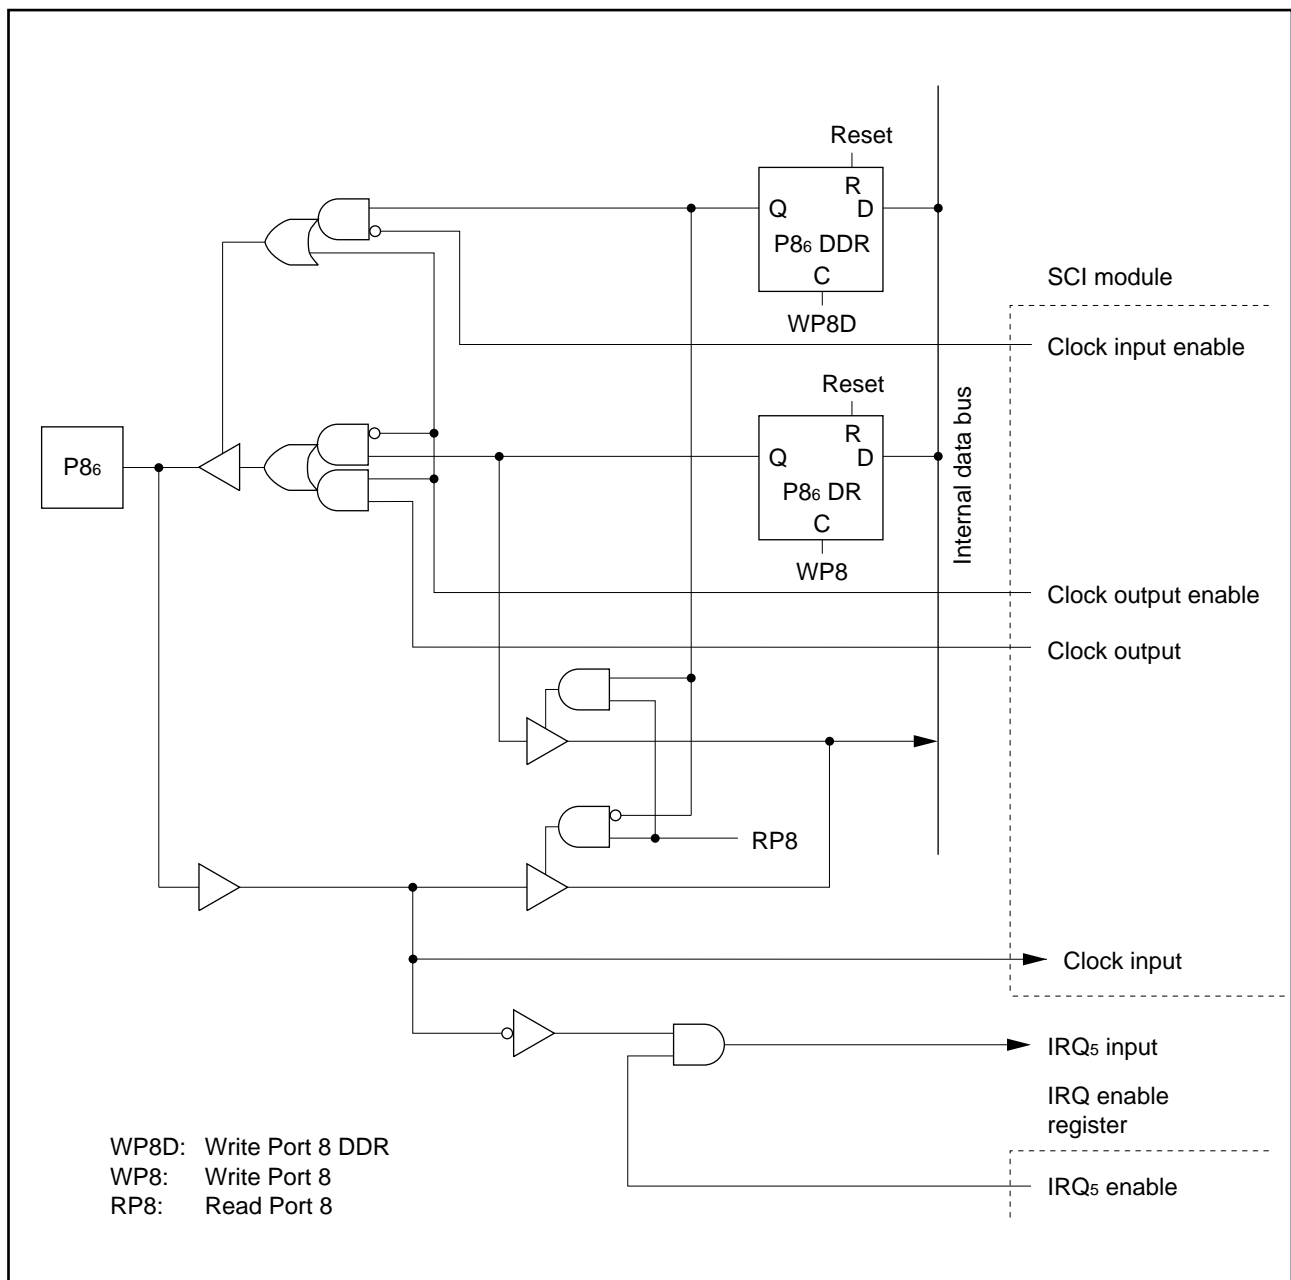 Reset
R
Q D
P8₆ DDR
C
SCI module
WP8D
Clock input enable
Reset
R
P8₆
Q D
Internal data bus
P8₆ DR
C
WP8
Clock output enable
Clock output
RP8
Clock input
IRQ₅ input
IRQ enable
register
WP8D: Write Port 8 DDR
WP8: Write Port 8
IRQ₅ enable
RP8: Read Port 8